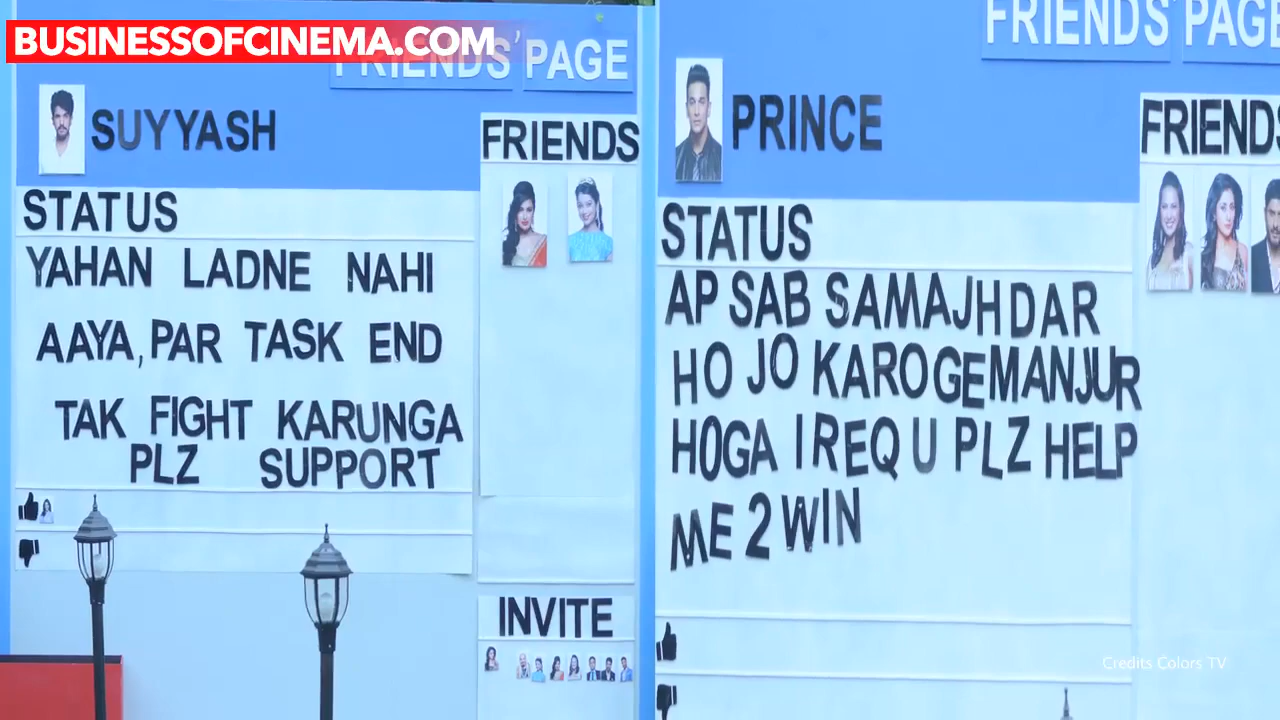 BUSINESSOFCINEMA.COM
FRIENDS' PAGE
SUYYASH
FRIENDS
STATUS
YAHAN LADNE NAHI
AAYA, PAR TASK END
TAK FIGHT KARUNGA
PLZ SUPPORT
INVITE
FRIENDS' PAGE
PRINCE
FRIENDS
STATUS
AP SAB SAMAJHDAR
HO JO KAROGE MANJUR
HOGA I REQ U PLZ HELP
ME 2 WIN
Credits Colors TV